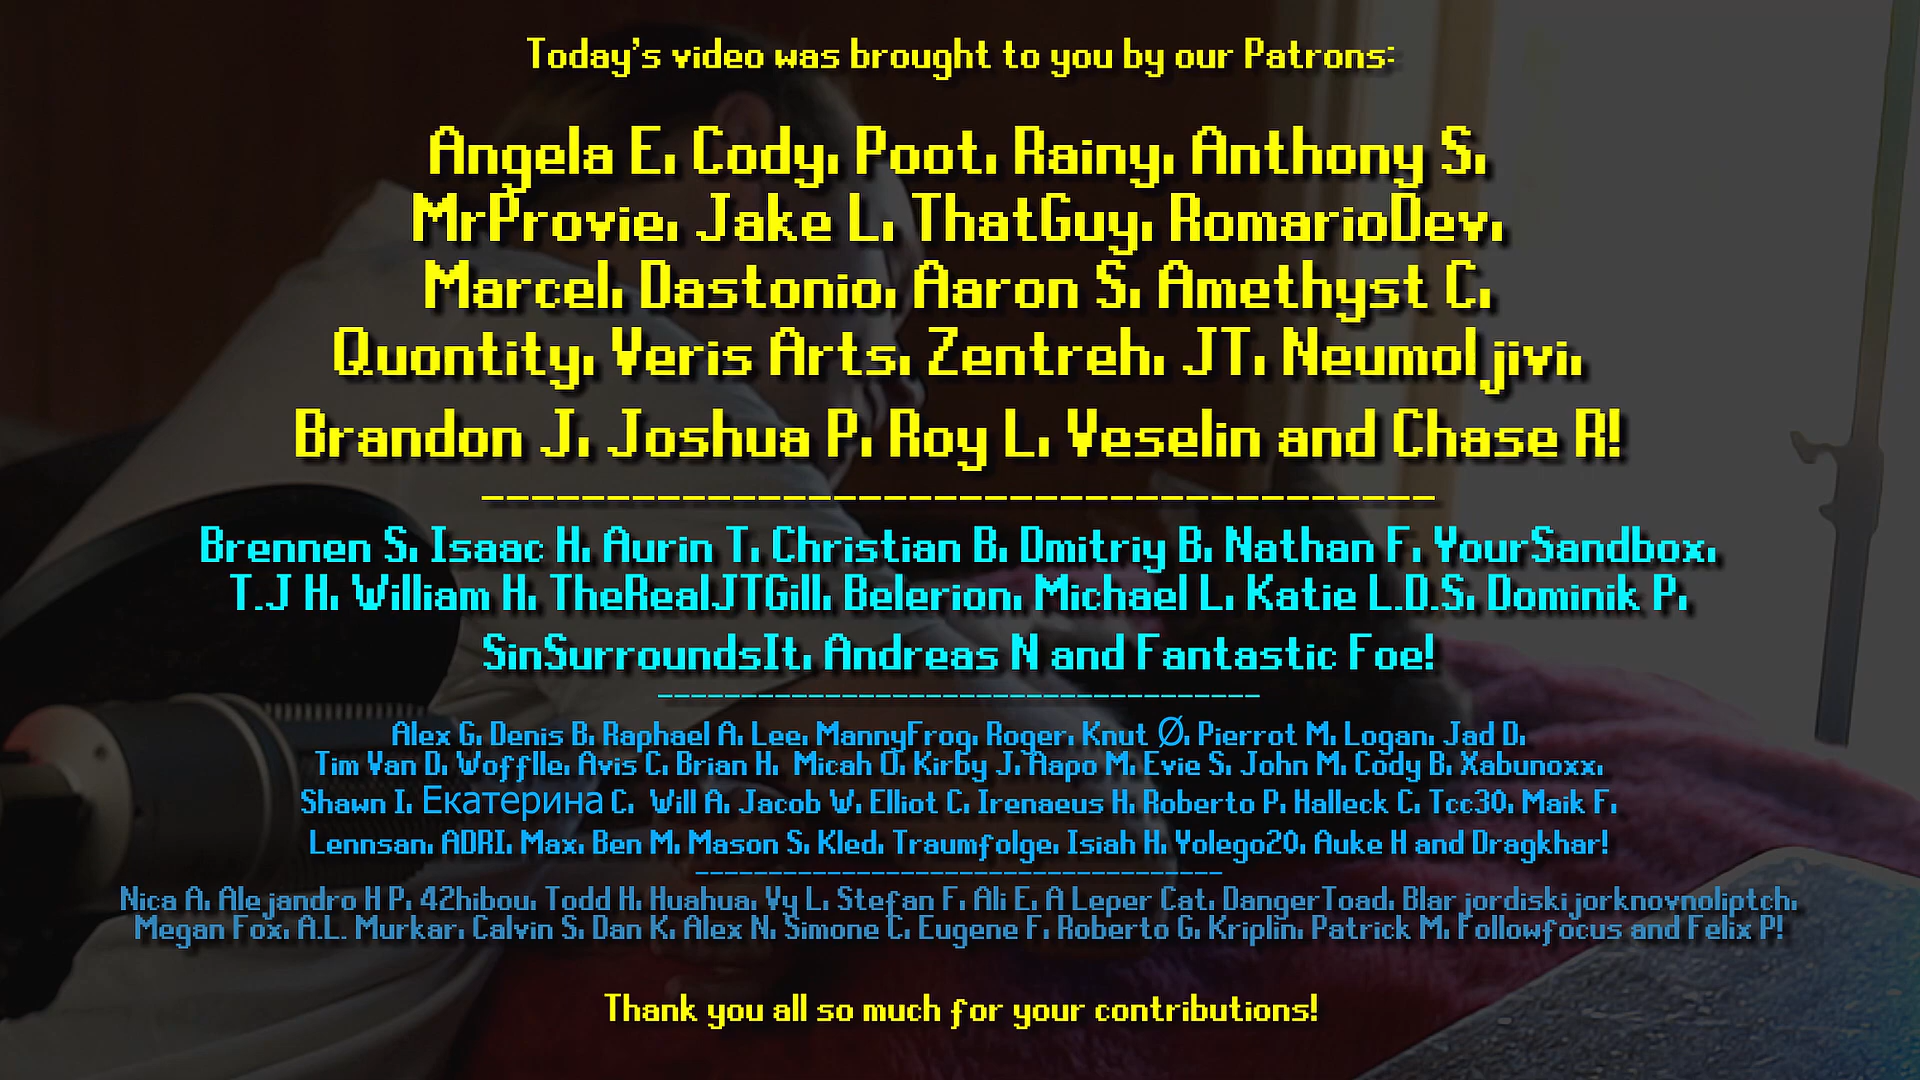 Today's video was brought to you by our Patrons:
Angela E, Cody, Poot, Rainy, Anthony S,
MrProvie, Jake L, ThatGuy, RomarioDev,
Marcel, Dastonio, Aaron S, Amethyst C,
Quontity, Veris Arts, Zentreh, JT, Neumoljivi,
Brandon J, Joshua P, Roy L, Veselin and Chase R!
-------------------------------------
Brennen S, Isaac H, Aurin T, Christian B, Dmitriy B, Nathan F, YourSandbox,
T.J H, William H, TheRealJTGill, Belerion, Michael L, Katie L.D.S, Dominik P,
SinSurroundsIt, Andreas N and Fantastic Foe!
-------------------------------------
Alex G, Denis B, Raphael A, Lee, MannyFrog, Roger, Knut Ø, Pierrot M, Logan, Jad D,
Tim Van D, Wofflle, Avis C, Brian H,  Micah O, Kirby J, Aapo M, Evie S, John M, Cody B, Xabunoxx,
Shawn I, Екатерина C,  Will A, Jacob W, Elliot C, Irenaeus H, Roberto P, Halleck C, Tcc30, Maik F,
Lennsan, ADRI, Max, Ben M, Mason S, Kled, Traumfolge, Isiah H, Yolego20, Auke H and Dragkhar!
-------------------------------------
Nica A, Alejandro H P, 42hibou, Todd H, Huahua, Vy L, Stefan F, Ali E, A Leper Cat, DangerToad, Blarjordiskijorknovnoliptch,
Megan Fox, A.L. Murkar, Calvin S, Dan K, Alex N, Simone C, Eugene F, Roberto G, Kriplin, Patrick M, Followfocus and Felix P!
Thank you all so much for your contributions!